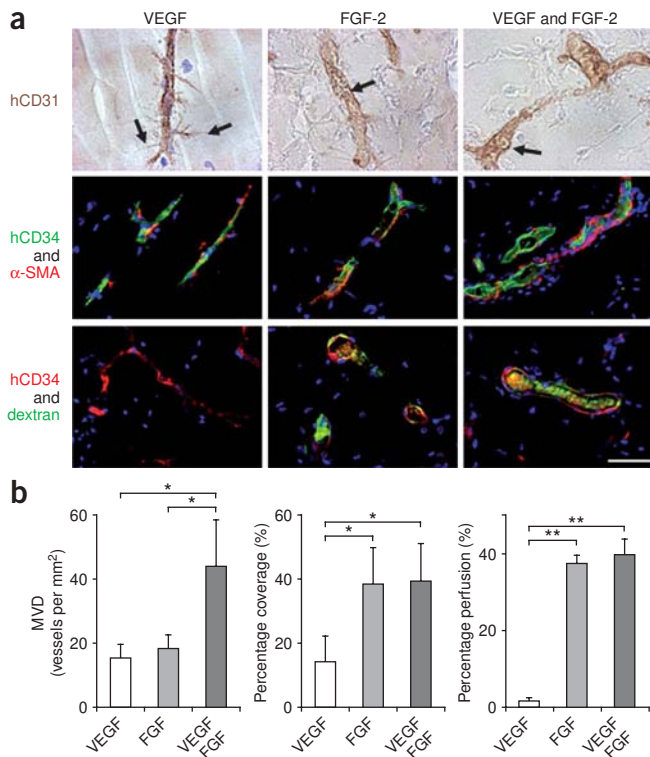 a
VEGF
FGF-2
VEGF and FGF-2
hCD31
hCD34
and
α-SMA
hCD34
and
dextran
b
MVD
(vessels per mm²)
60
40
20
0
*
*
VEGF
FGF
VEGF
FGF
Percentage coverage (%)
60
40
20
0
*
*
VEGF
FGF
VEGF
FGF
Percentage perfusion (%)
40
20
0
**
**
VEGF
FGF
VEGF
FGF